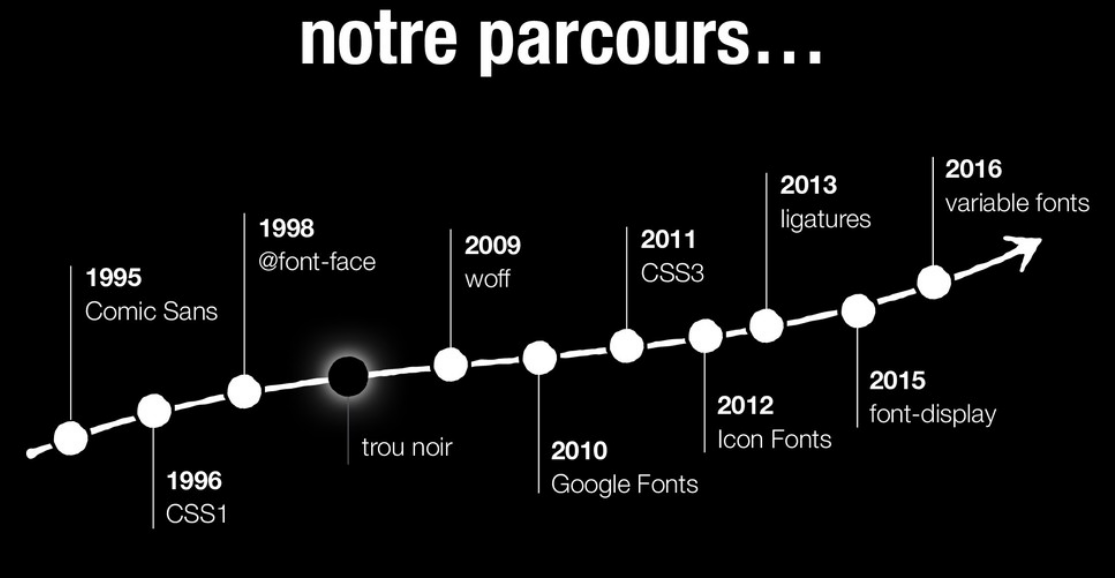 notre parcours…
1995
Comic Sans
1996
CSS1
1998
@font-face
trou noir
2009
woff
2010
Google Fonts
2011
CSS3
2012
Icon Fonts
2013
ligatures
2015
font-display
2016
variable fonts